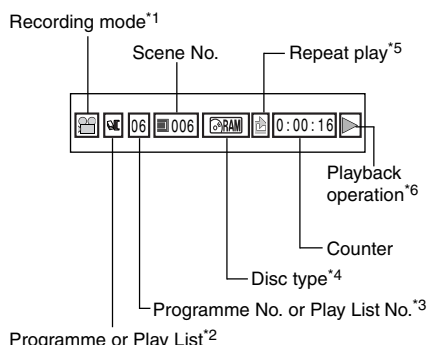 Recording mode*1
Scene No.
Repeat play*5
06 006 RAM 0:00:16
Playback
operation*6
Counter
Disc type*4
Programme No. or Play List No.*3
Programme or Play List*2